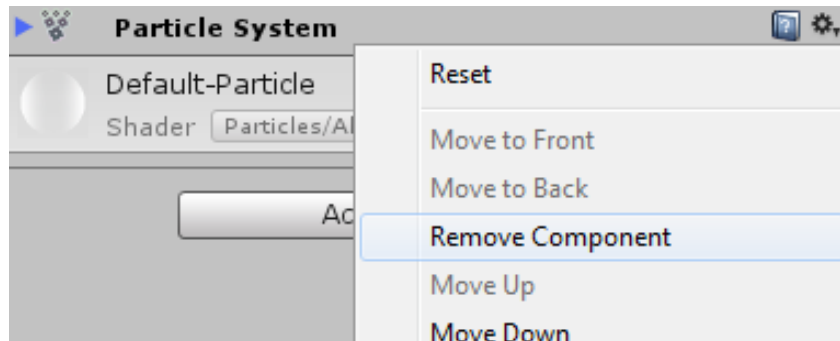 Particle System
Default-Particle
Shader Particles/Al
Ad
Reset
Move to Front
Move to Back
Remove Component
Move Up
Move Down